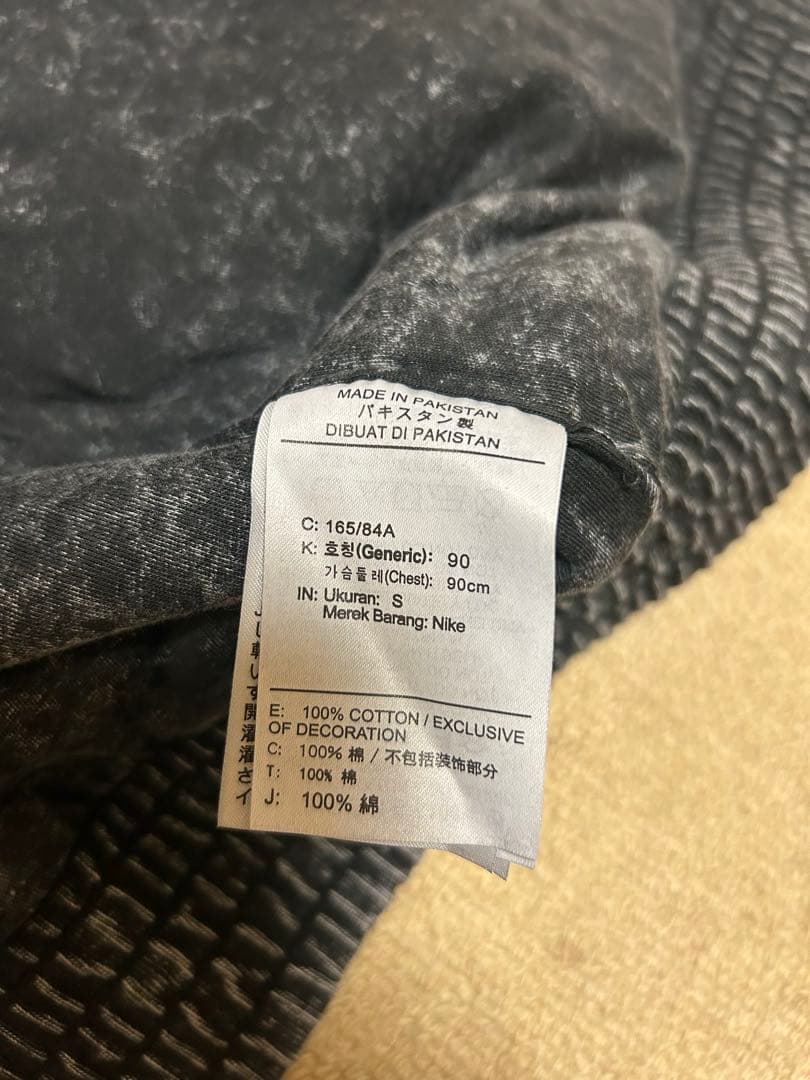 MADE IN PAKISTAN
パキスタン製
DIBUAT DI PAKISTAN
C: 165/84A
K: 호칭(Generic): 90
가슴둘레(Chest): 90cm
IN: Ukuran: S
Merek Barang: Nike
E: 100% COTTON / EXCLUSIVE
OF DECORATION
C: 100% 棉 / 不包括装饰部分
T: 100% 棉
J: 100% 綿